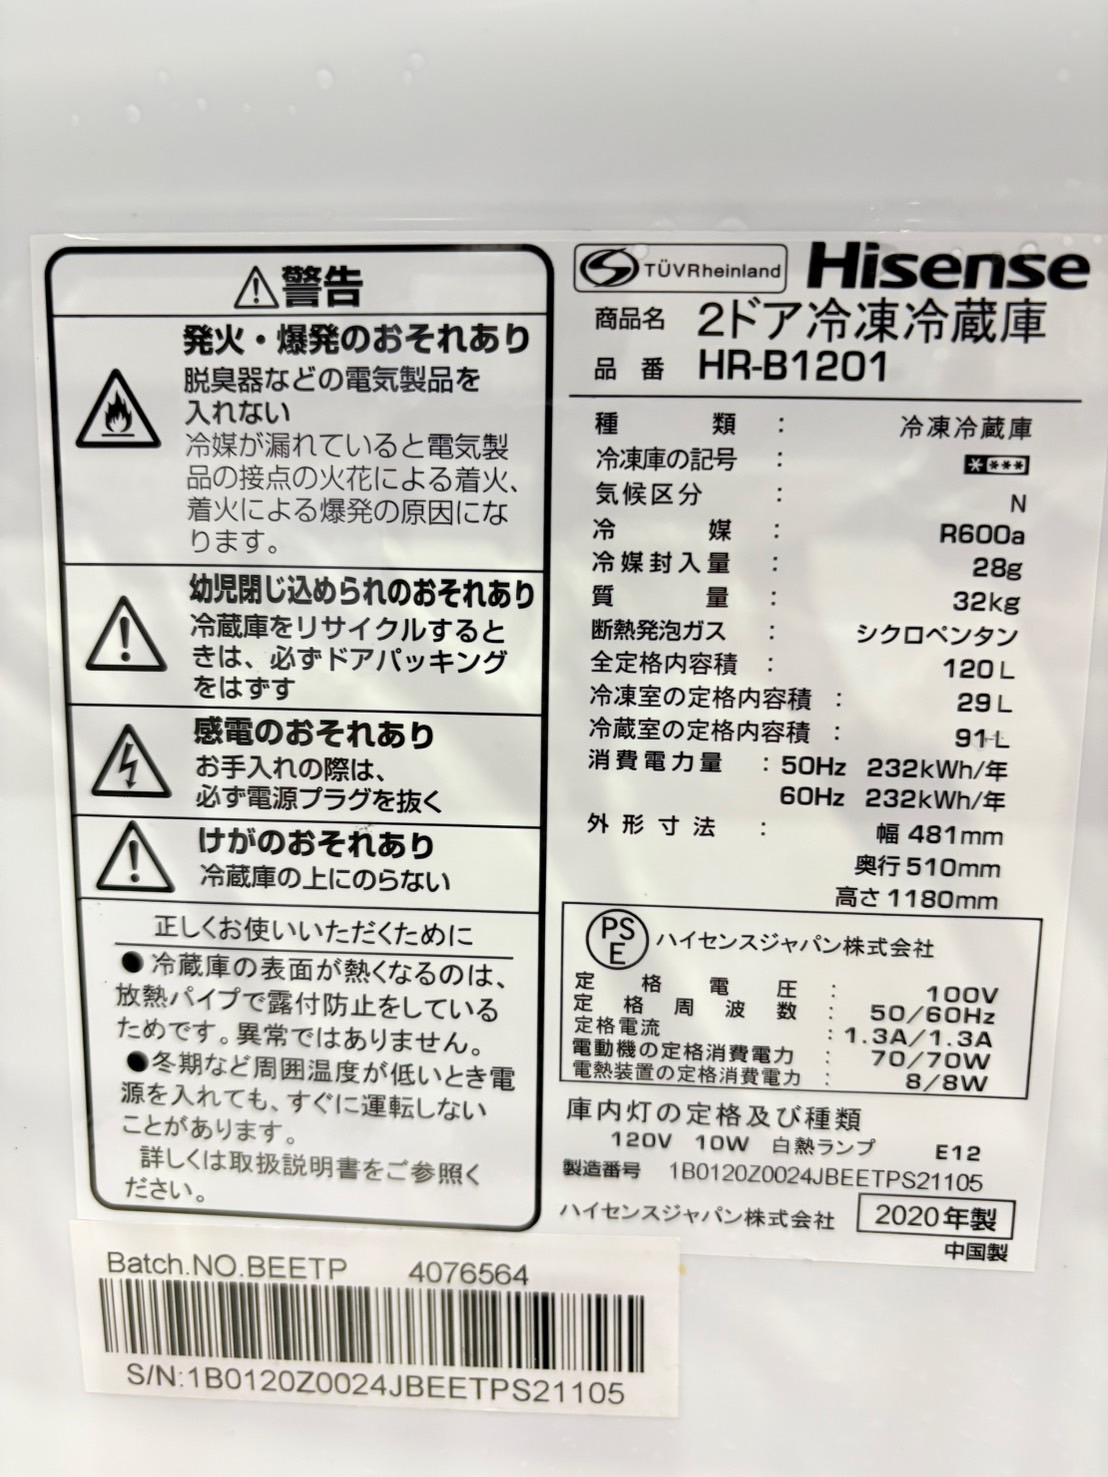 警告
発火・爆発のおそれあり
脱臭器などの電気製品を
入れない
冷媒が漏れていると電気製
品の接点の火花による着火、
着火による爆発の原因にな
ります。
幼児閉じ込められのおそれあり
冷蔵庫をリサイクルすると
きは、必ずドアパッキング
をはずす
感電のおそれあり
お手入れの際は、
必ず電源プラグを抜く
けがのおそれあり
冷蔵庫の上にのらない
正しくお使いいただくために
●冷蔵庫の表面が熱くなるのは、
放熱パイプで露付防止をしている
ためです。異常ではありません。
●冬期など周囲温度が低いとき電
源を入れても、すぐに運転しない
ことがあります。
詳しくは取扱説明書をご参照く
ださい。
TÜVRheinland Hisense
商品名 2ドア冷凍冷蔵庫
品番 HR-B1201
種類 : 冷凍冷蔵庫
冷凍庫の記号 : * ***
気候区分 : N
冷媒 : R600a
冷媒封入量 : 28g
質量 : 32kg
断熱発泡ガス : シクロペンタン
全定格内容積 : 120L
冷凍室の定格内容積 : 29L
冷蔵室の定格内容積 : 91L
消費電力量 : 50Hz 232kWh/年
60Hz 232kWh/年
外形寸法 : 幅 481mm
奥行 510mm
高さ 1180mm
PSE ハイセンスジャパン株式会社
定格電圧 : 100V
定格周波数 : 50/60Hz
定格電流 : 1.3A/1.3A
電動機の定格消費電力 : 70/70W
電熱装置の定格消費電力 : 8/8W
庫内灯の定格及び種類
120V 10W 白熱ランプ E12
製造番号 1B0120Z0024JBEETPS21105
ハイセンスジャパン株式会社 2020年製
中国製
Batch.NO.BEETP 4076564
S/N:1B0120Z0024JBEETPS21105